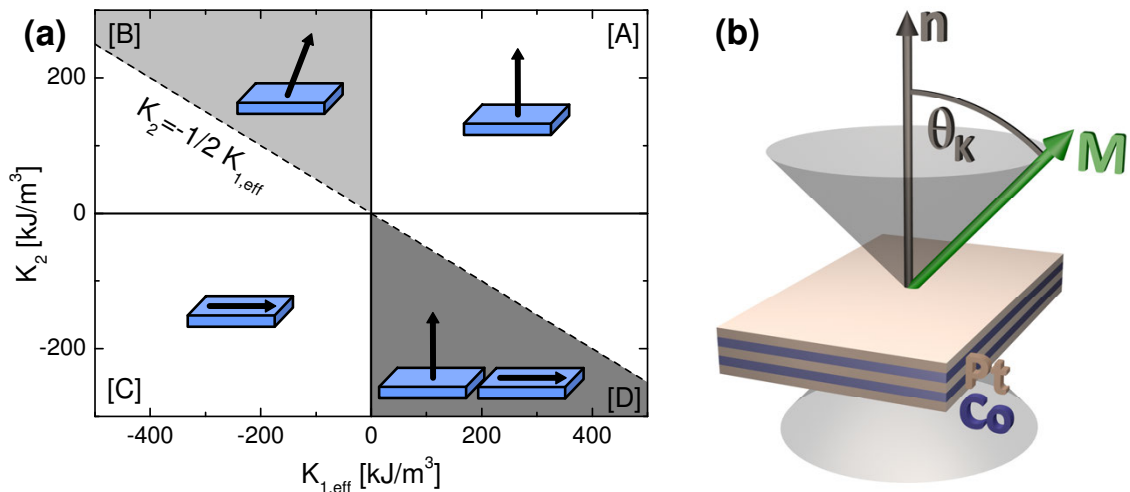 (a)
[B]
[A]
200
K₂=-1/2 K₁,eff
0
K₂ [kJ/m³]
-200
[C]
[D]
-400
-200
0
200
400
K₁,eff [kJ/m³]
(b)
n
θK
M
Pt
Co